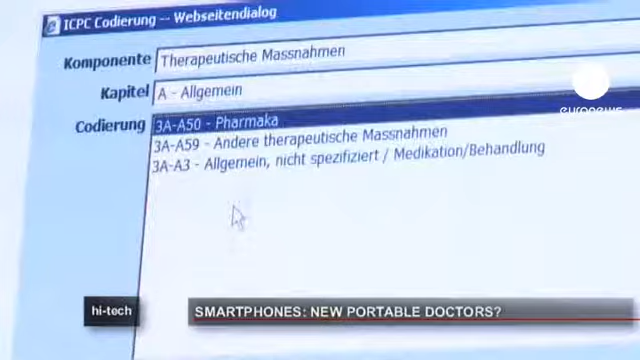 ICPC Codierung -- Webseitendialog
Komponente Therapeutische Massnahmen
Kapitel A - Allgemein
Codierung 3A-A50 - Pharmaka
3A-A59 - Andere therapeutische Massnahmen
3A-A3 - Allgemein, nicht spezifiziert / Medikation/Behandlung
euronews
hi-tech
SMARTPHONES: NEW PORTABLE DOCTORS?